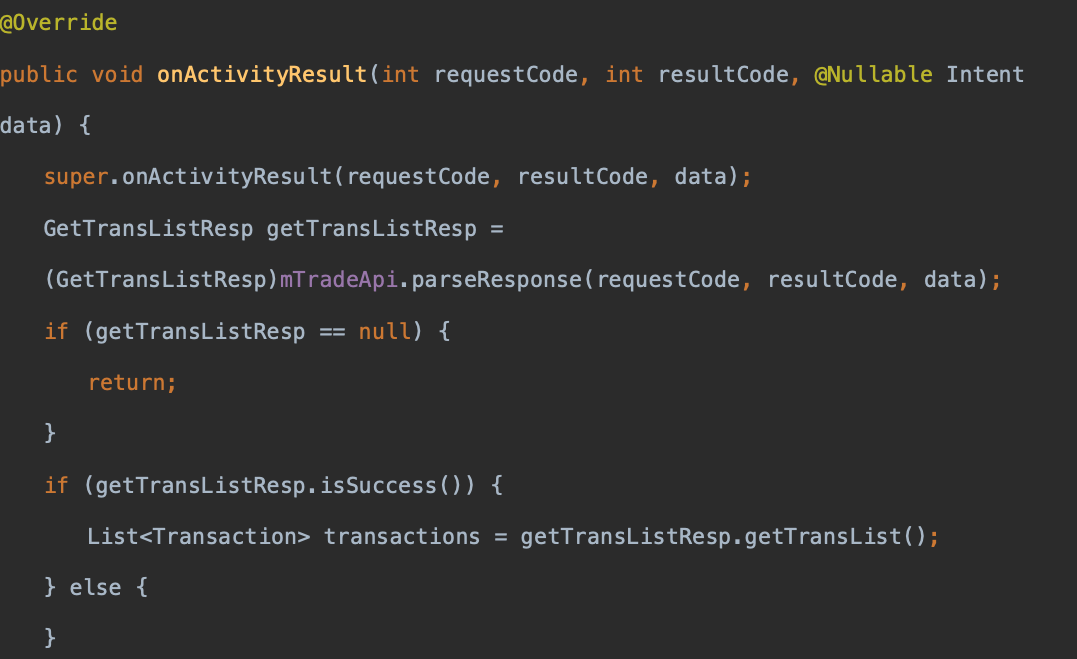 @Override
public void onActivityResult(int requestCode, int resultCode, @Nullable Intent
data) {
super.onActivityResult(requestCode, resultCode, data);
GetTransListResp getTransListResp =
(GetTransListResp)mTradeApi.parseResponse(requestCode, resultCode, data);
if (getTransListResp == null) {
return;
}
if (getTransListResp.isSuccess()) {
List<Transaction> transactions = getTransListResp.getTransList();
} else {
}